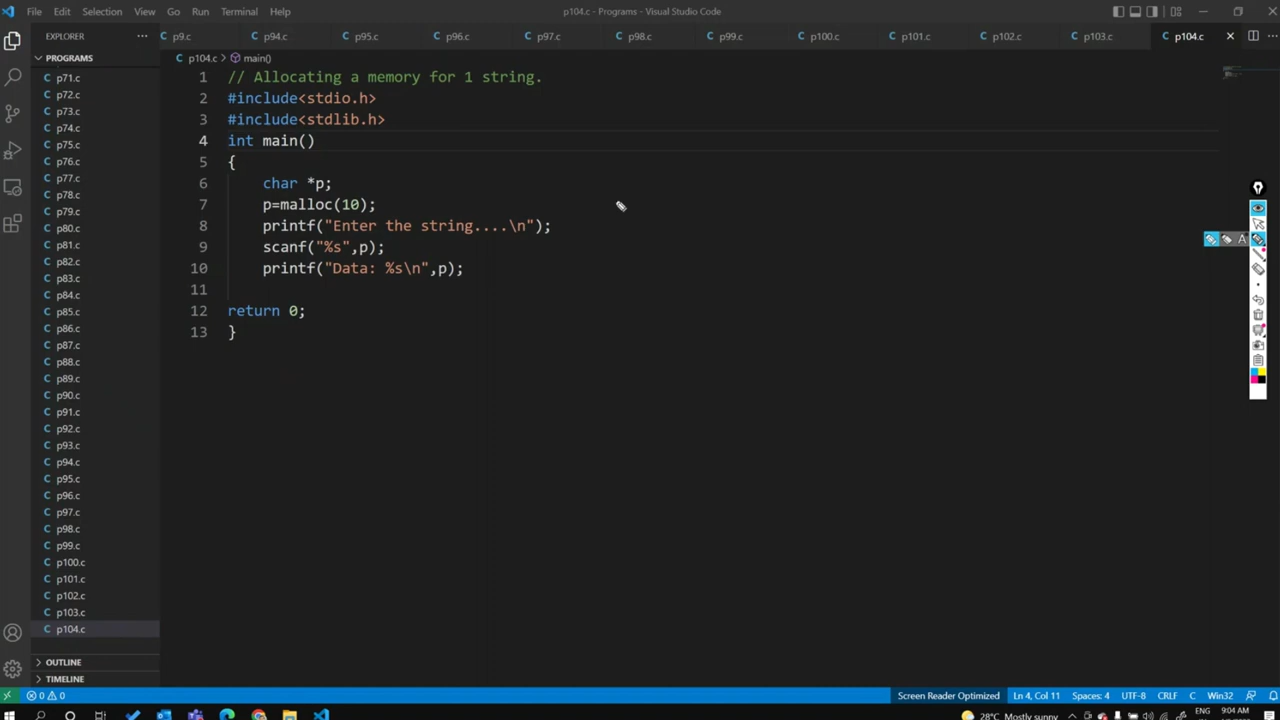 File Edit Selection View Go Run Terminal Help
p104.c - Programs - Visual Studio Code
EXPLORER
p9.c p94.c p95.c p96.c p97.c p98.c p99.c p100.c p101.c p102.c p103.c p104.c
PROGRAMS
p104.c > main()
p71.c
p72.c
p73.c
p74.c
p75.c
p76.c
p77.c
p78.c
p79.c
p80.c
p81.c
p82.c
p83.c
p84.c
p85.c
p86.c
p87.c
p88.c
p89.c
p90.c
p91.c
p92.c
p93.c
p94.c
p95.c
p96.c
p97.c
p98.c
p99.c
p100.c
p101.c
p102.c
p103.c
p104.c
OUTLINE
TIMELINE
1 // Allocating a memory for 1 string.
2 #include<stdio.h>
3 #include<stdlib.h>
4 int main()
5 {
6 char *p;
7 p=malloc(10);
8 printf("Enter the string....\n");
9 scanf("%s",p);
10 printf("Data: %s\n",p);
11
12 return 0;
13 }
A
0 0 Screen Reader Optimized Ln 4, Col 11 Spaces: 4 UTF-8 CRLF C Win32
28°C Mostly sunny ENG 9:04 AM